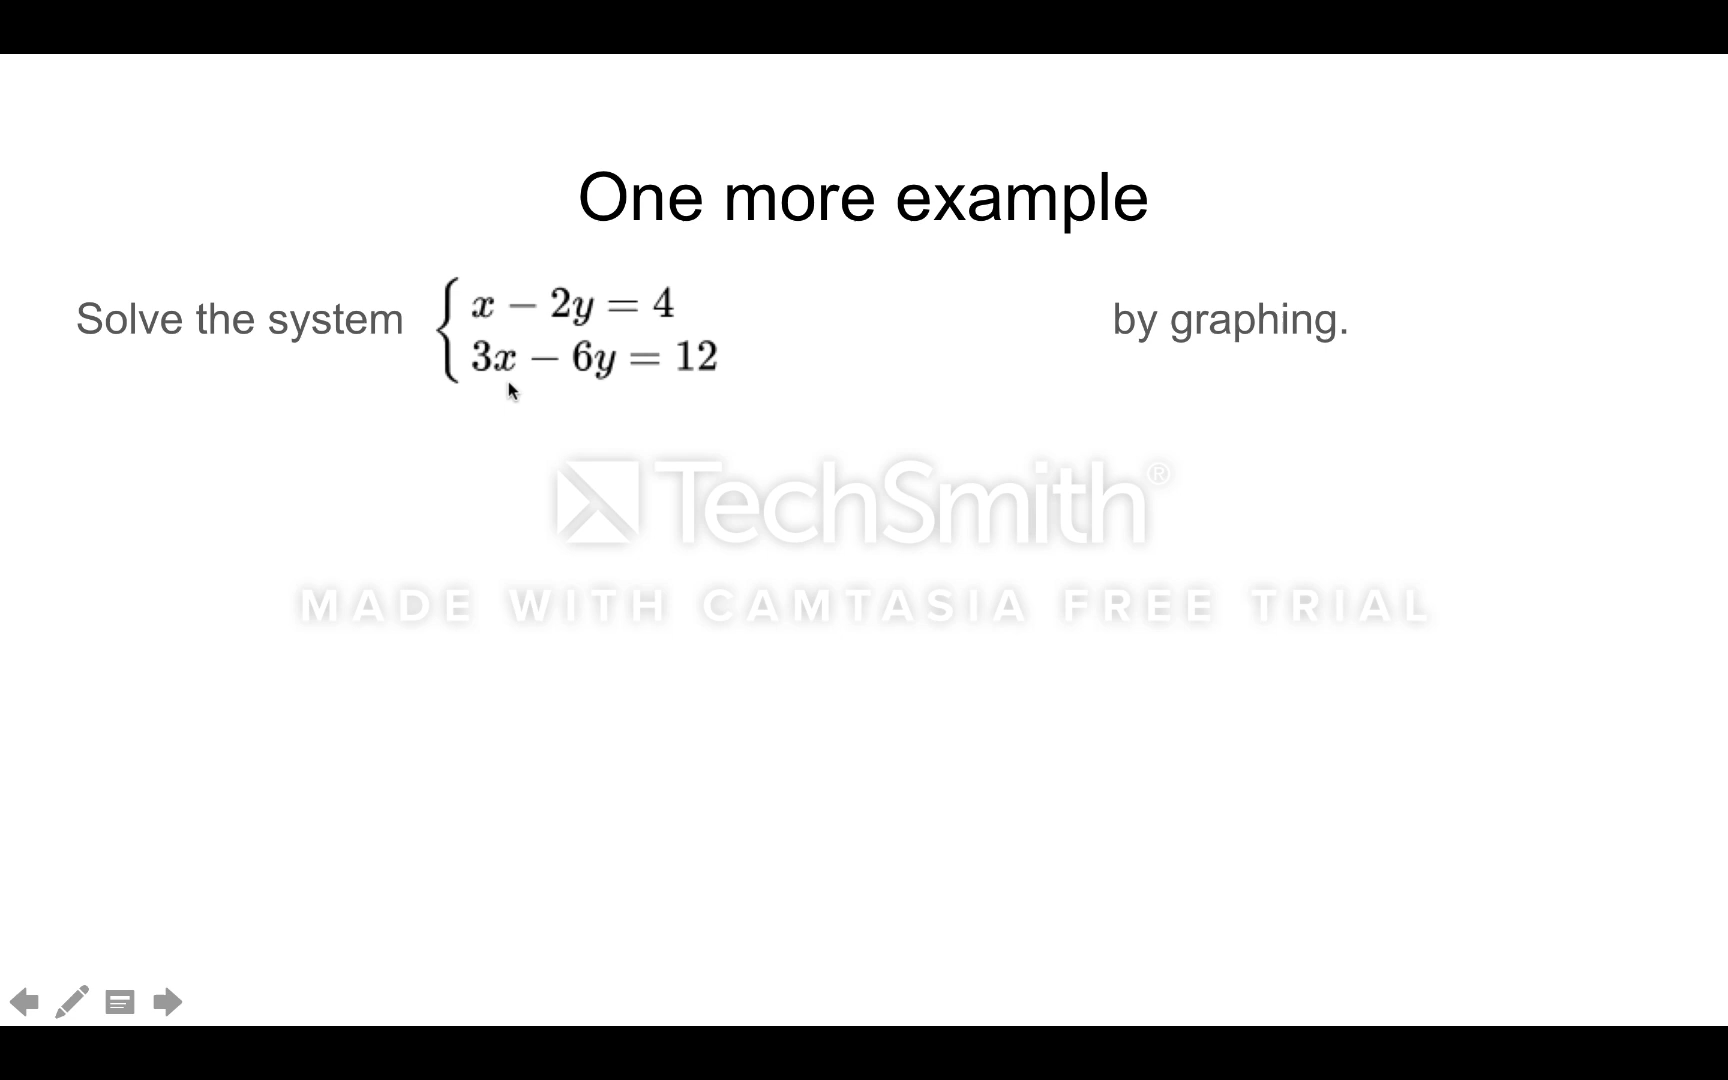 One more example
Solve the system { x − 2y = 4 by graphing.
3x − 6y = 12
TechSmith®
MADE WITH CAMTASIA FREE TRIAL